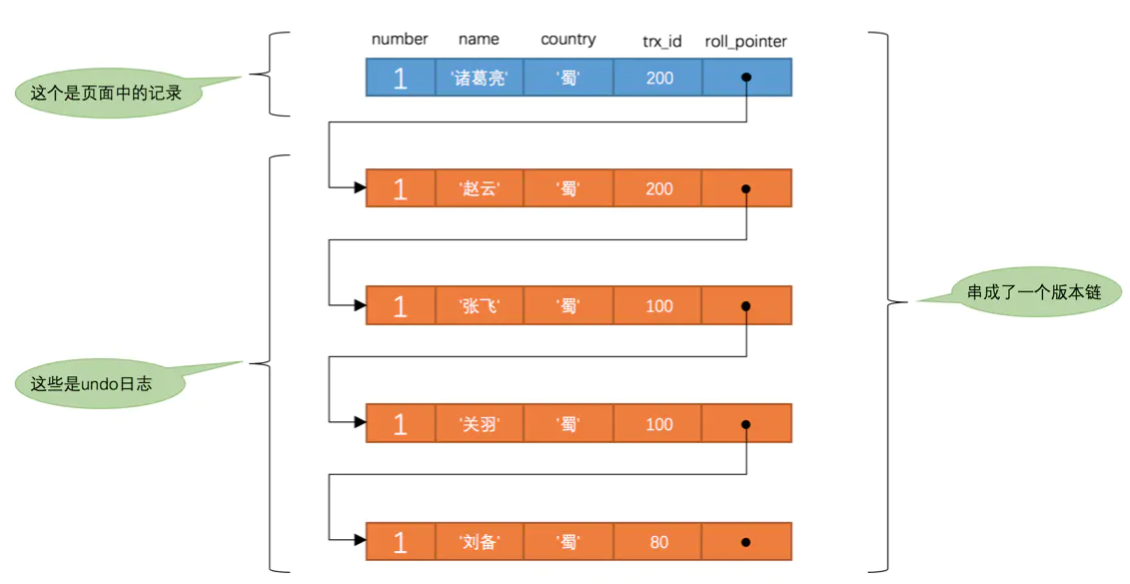 number name country trx_id roll_pointer
1 '诸葛亮' '蜀' 200
这个是页面中的记录
1 '赵云' '蜀' 200
1 '张飞' '蜀' 100
串成了一个版本链
这些是undo日志
1 '关羽' '蜀' 100
1 '刘备' '蜀' 80